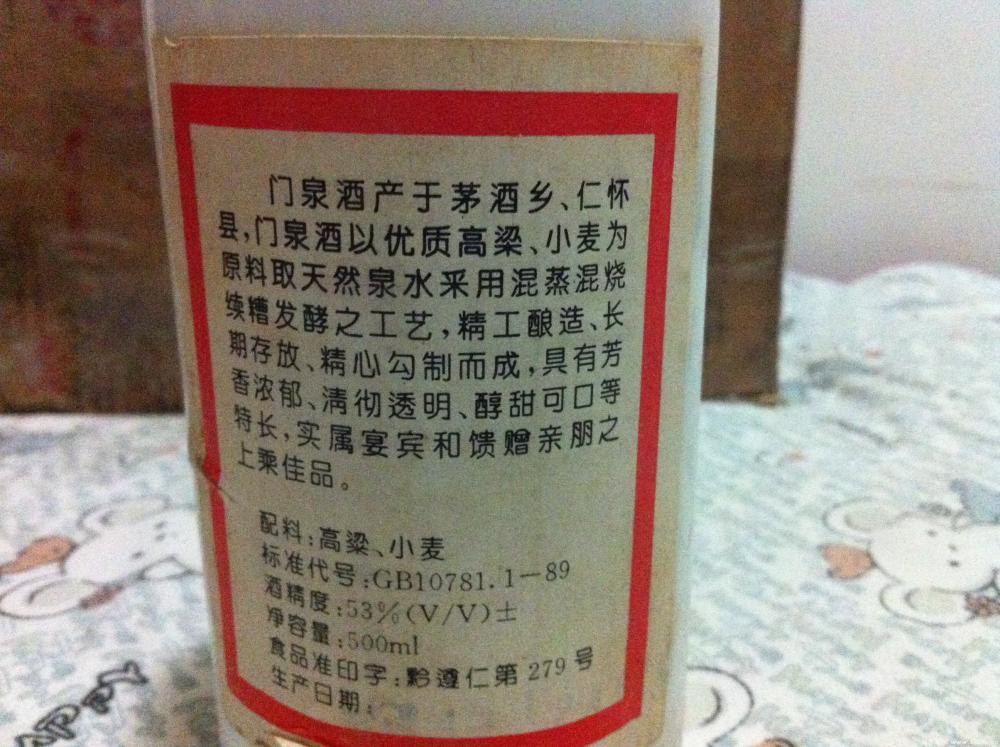 门泉酒产于茅酒乡、仁怀
县,门泉酒以优质高粱、小麦为
原料取天然泉水采用混蒸混烧
续糟发酵之工艺,精工酿造、长
期存放、精心勾制而成,具有芳
香浓郁、清彻透明、醇甜可口等
特长,实属宴宾和馈赠亲朋之
上乘佳品。
配料:高粱、小麦
标准代号:GB10781.1-89
酒精度:53%(V/V)±
净容量:500ml
食品准印字:黔遵仁第279号
生产日期:
APPY